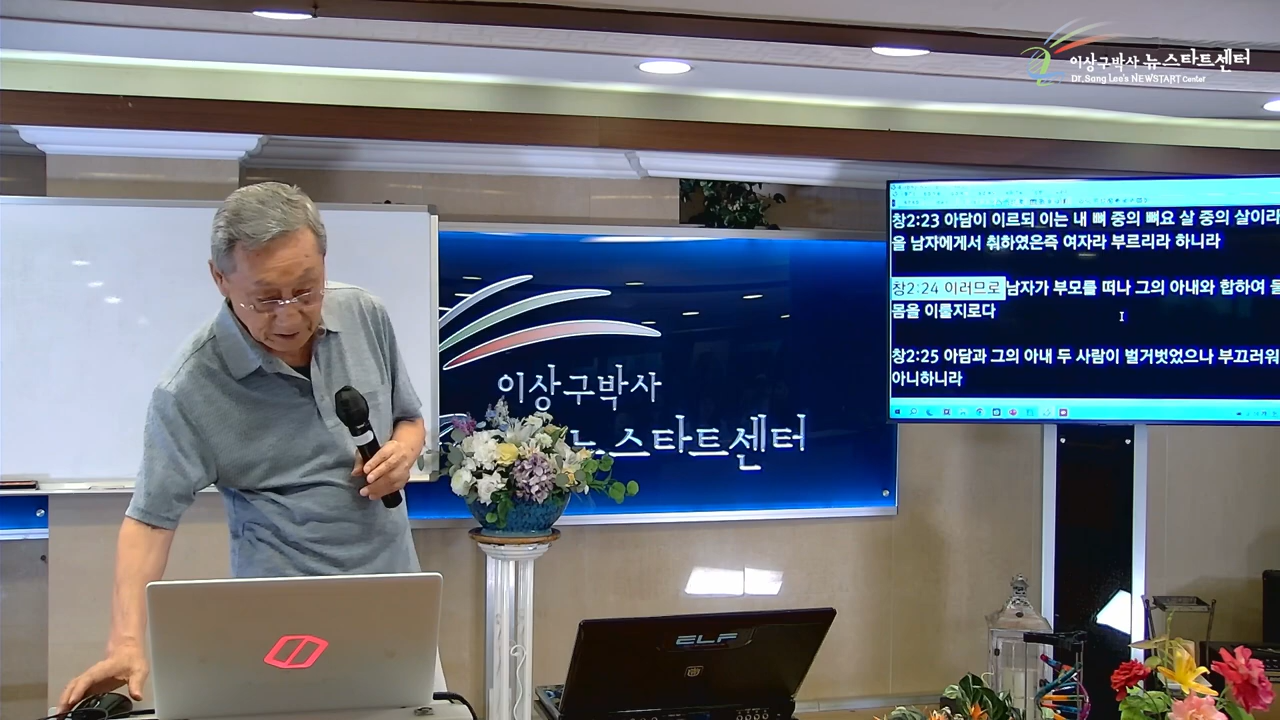 이상구박사 뉴스타트센터
Dr. Sang Lee's NEWSTART Center
창2:23 아담이 이르되 이는 내 뼈 중의 뼈요 살 중의 살이라
을 남자에게서 취하였은즉 여자라 부르리라 하니라
창2:24 이러므로 남자가 부모를 떠나 그의 아내와 합하여
몸을 이룰지로다
창2:25 아담과 그의 아내 두 사람이 벌거벗었으나 부끄러워
아니하니라
이상구박사
뉴스타트센터
ELF